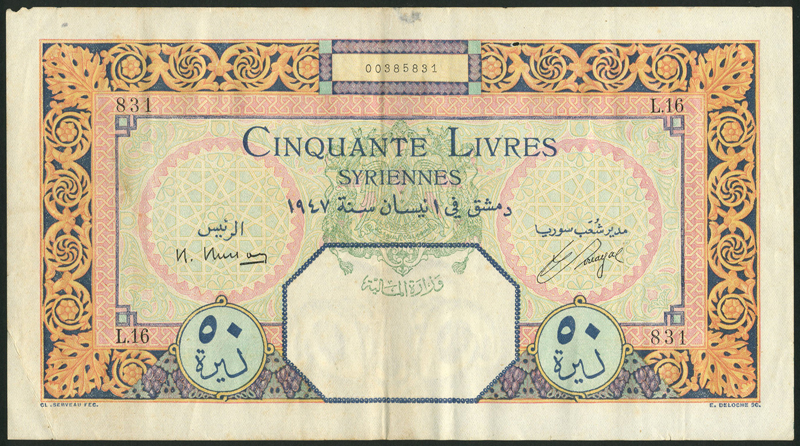 00385831
831 L.16
CINQUANTE LIVRES
SYRIENNES
دمشق في ١ نيسان سنة ١٩٤٧
الرئيس
مدير شعب سوريا
وزارة المالية
L.16 831
٥٠ ليرة
٥٠ ليرة
CL. SERVEAU FEC.
E. DELOCHE SC.